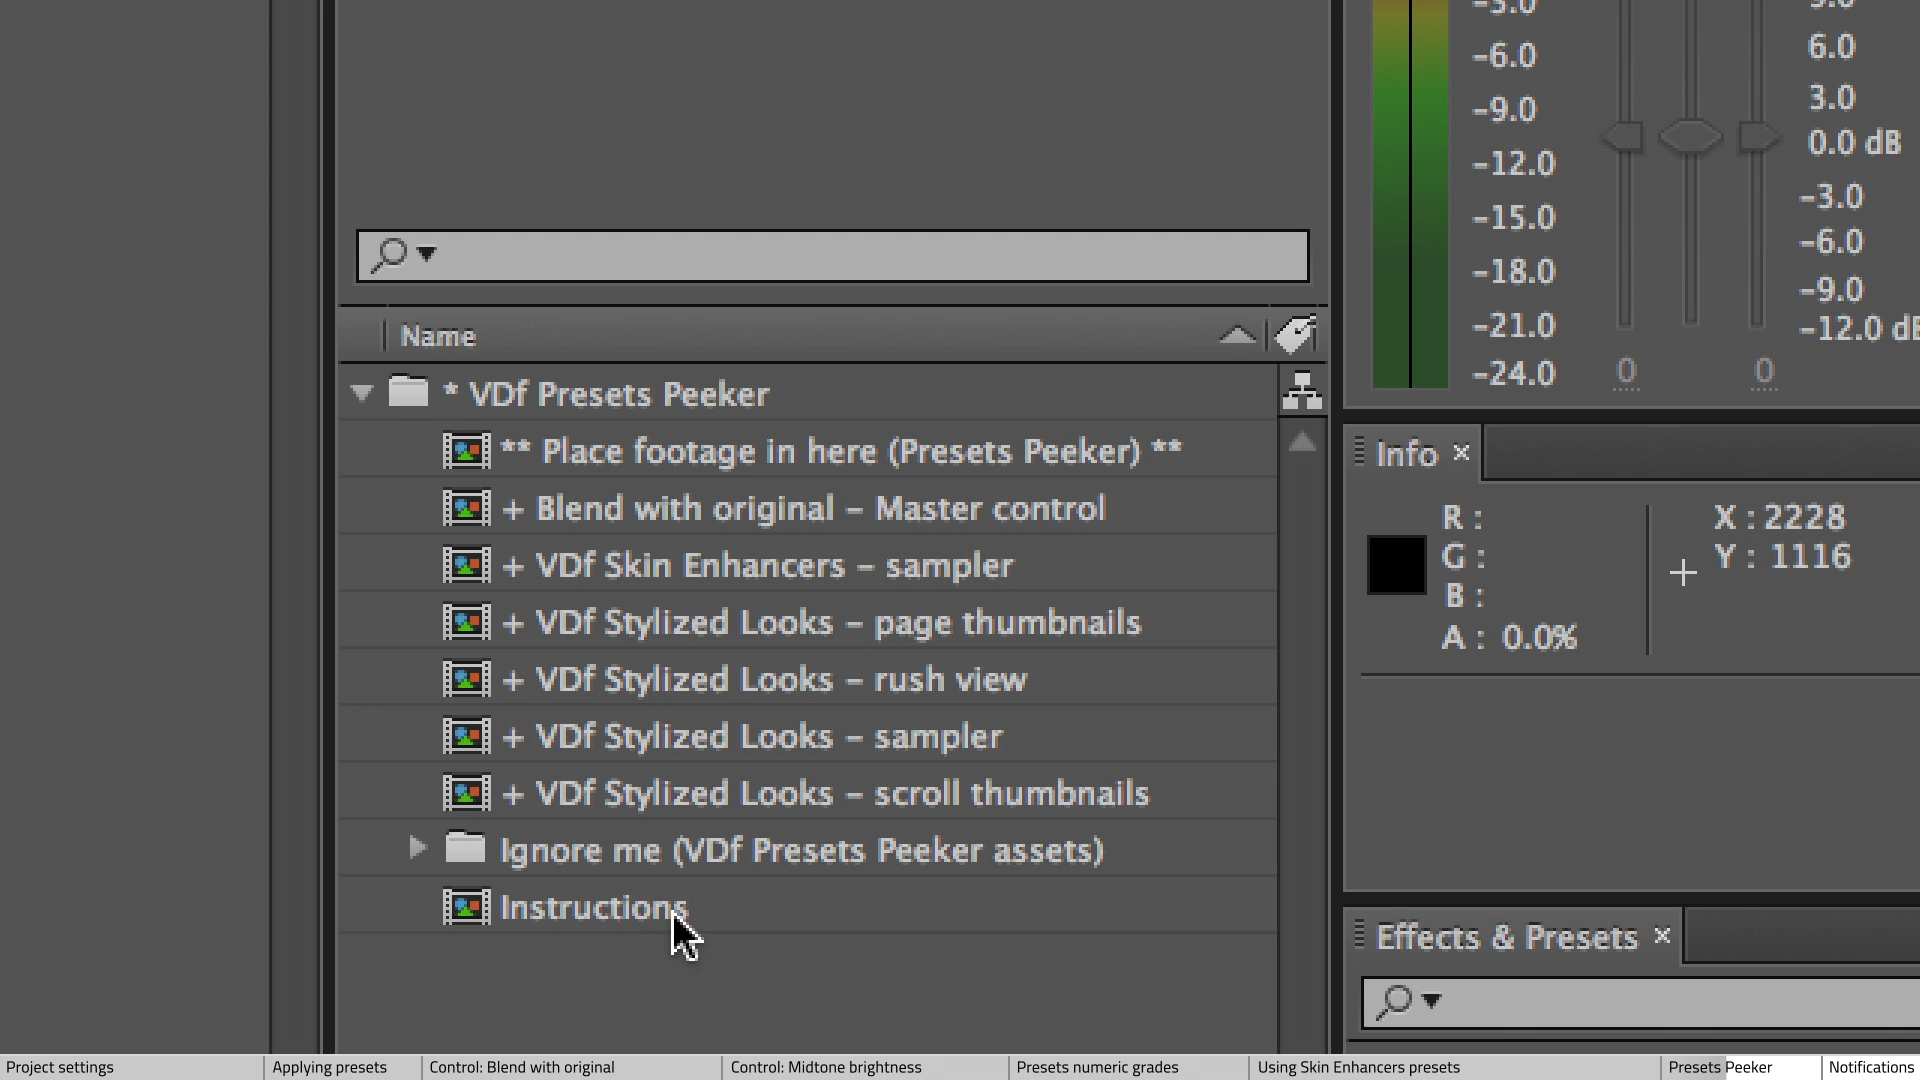 Name
* VDf Presets Peeker
** Place footage in here (Presets Peeker) **
+ Blend with original – Master control
+ VDf Skin Enhancers – sampler
+ VDf Stylized Looks – page thumbnails
+ VDf Stylized Looks – rush view
+ VDf Stylized Looks – sampler
+ VDf Stylized Looks – scroll thumbnails
Ignore me (VDf Presets Peeker assets)
Instructions
-3.0
-6.0
-9.0
-12.0
-15.0
-18.0
-21.0
-24.0
6.0
3.0
0.0 dB
-3.0
-6.0
-9.0
-12.0 dB
0 0
Info ×
R :
G :
B :
A : 0.0%
X : 2228
Y : 1116
Effects & Presets ×
Project settings
Applying presets
Control: Blend with original
Control: Midtone brightness
Presets numeric grades
Using Skin Enhancers presets
Presets Peeker
Notifications